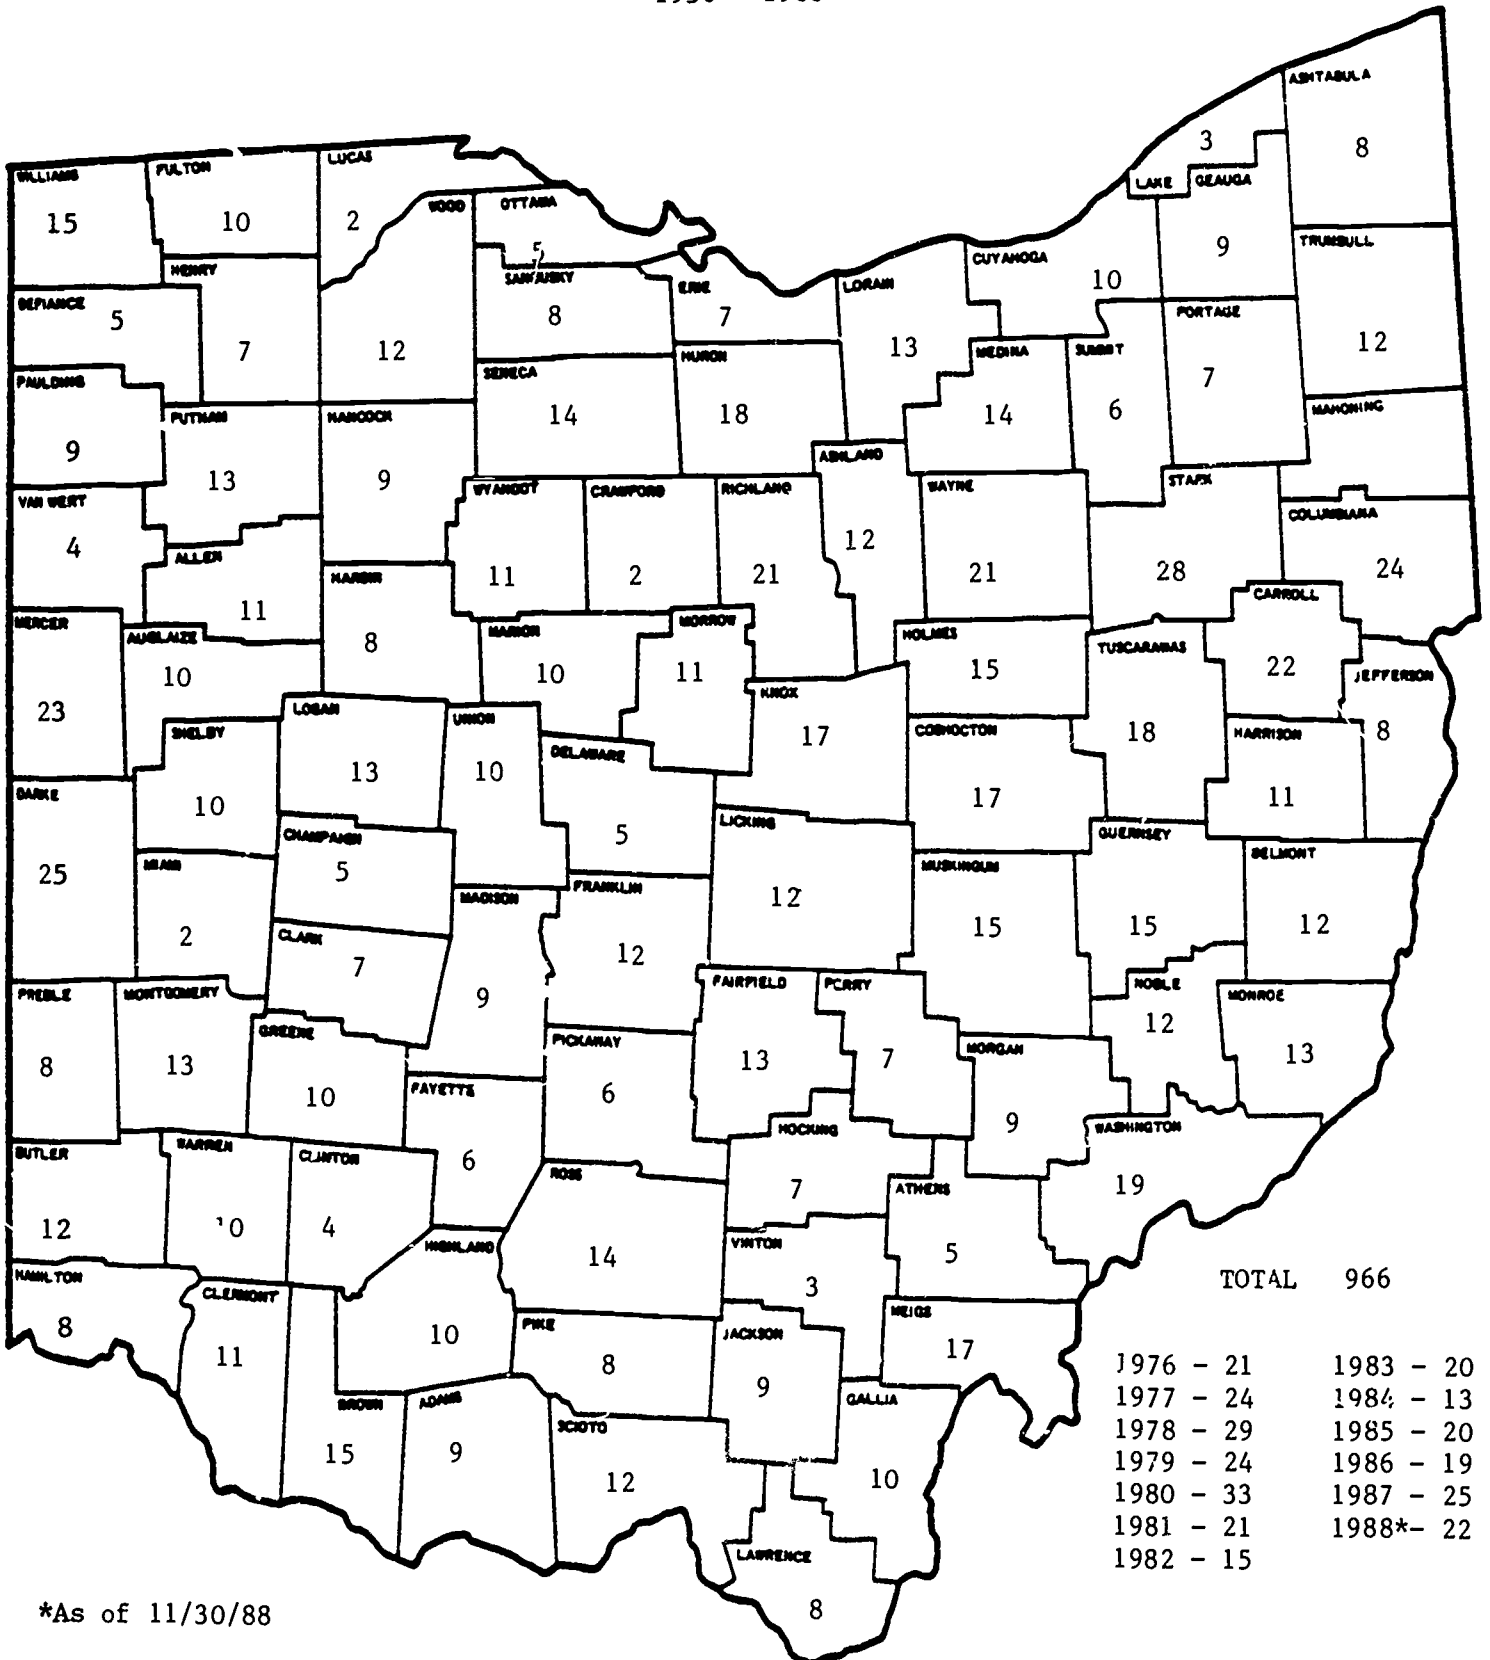 ASHTABULA
8
3
LAKE
GEAUGA
9
WILLIAMS
15
FULTON
10
LUCAS
2
WOOD
12
OTTAWA
5
SANDUSKY
8
ERIE
7
LORAIN
13
CUYAHOGA
10
TRUMBULL
12
HENRY
7
DEFIANCE
5
PAULDING
9
PUTNAM
13
HANCOCK
9
SENECA
14
HURON
18
MEDINA
14
SUMMIT
6
PORTAGE
7
MAHONING
VAN WERT
4
ALLEN
11
HARDIN
8
WYANDOT
11
CRAWFORD
2
RICHLAND
21
ASHLAND
12
WAYNE
21
STARK
28
COLUMBIANA
24
CARROLL
22
MERCER
23
AUGLAIZE
10
MARION
10
MORROW
11
HOLMES
15
TUSCARAWAS
18
JEFFERSON
8
HARRISON
11
SHELBY
10
LOGAN
13
UNION
10
DELAWARE
5
KNOX
17
COSHOCTON
17
DARKE
25
MIAMI
2
CHAMPAIGN
5
CLARK
7
MADISON
9
FRANKLIN
12
LICKING
12
MUSKINGUM
15
GUERNSEY
15
BELMONT
12
PREBLE
8
MONTGOMERY
13
GREENE
10
FAYETTE
6
PICKAWAY
6
FAIRFIELD
13
PERRY
7
MORGAN
9
NOBLE
12
MONROE
13
BUTLER
12
WARREN
10
CLINTON
4
ROSS
14
HOCKING
7
ATHENS
5
WASHINGTON
19
HAMILTON
8
CLERMONT
11
HIGHLAND
10
PIKE
8
VINTON
3
JACKSON
9
MEIGS
17
BROWN
15
ADAMS
9
SCIOTO
12
GALLIA
10
LAWRENCE
8
TOTAL 966
1976 - 21 1983 - 20
1977 - 24 1984 - 13
1978 - 29 1985 - 20
1979 - 24 1986 - 19
1980 - 33 1987 - 25
1981 - 21 1988*- 22
1982 - 15
*As of 11/30/88